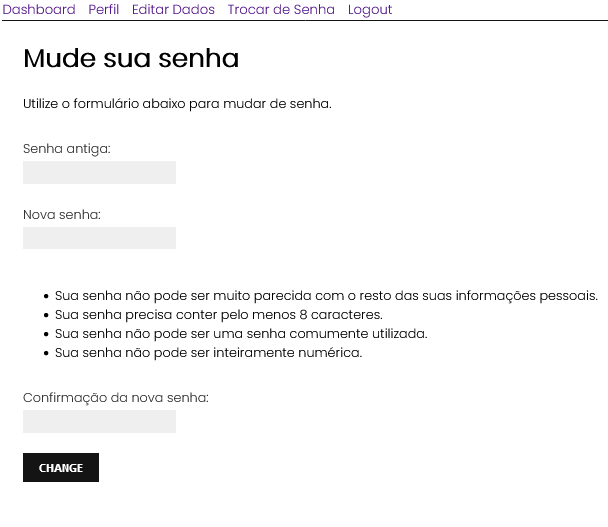 Dashboard Perfil Editar Dados Trocar de Senha Logout
Mude sua senha
Utilize o formulário abaixo para mudar de senha.
Senha antiga:
Nova senha:
Sua senha não pode ser muito parecida com o resto das suas informações pessoais.
Sua senha precisa conter pelo menos 8 caracteres.
Sua senha não pode ser uma senha comumente utilizada.
Sua senha não pode ser inteiramente numérica.
Confirmação da nova senha:
CHANGE